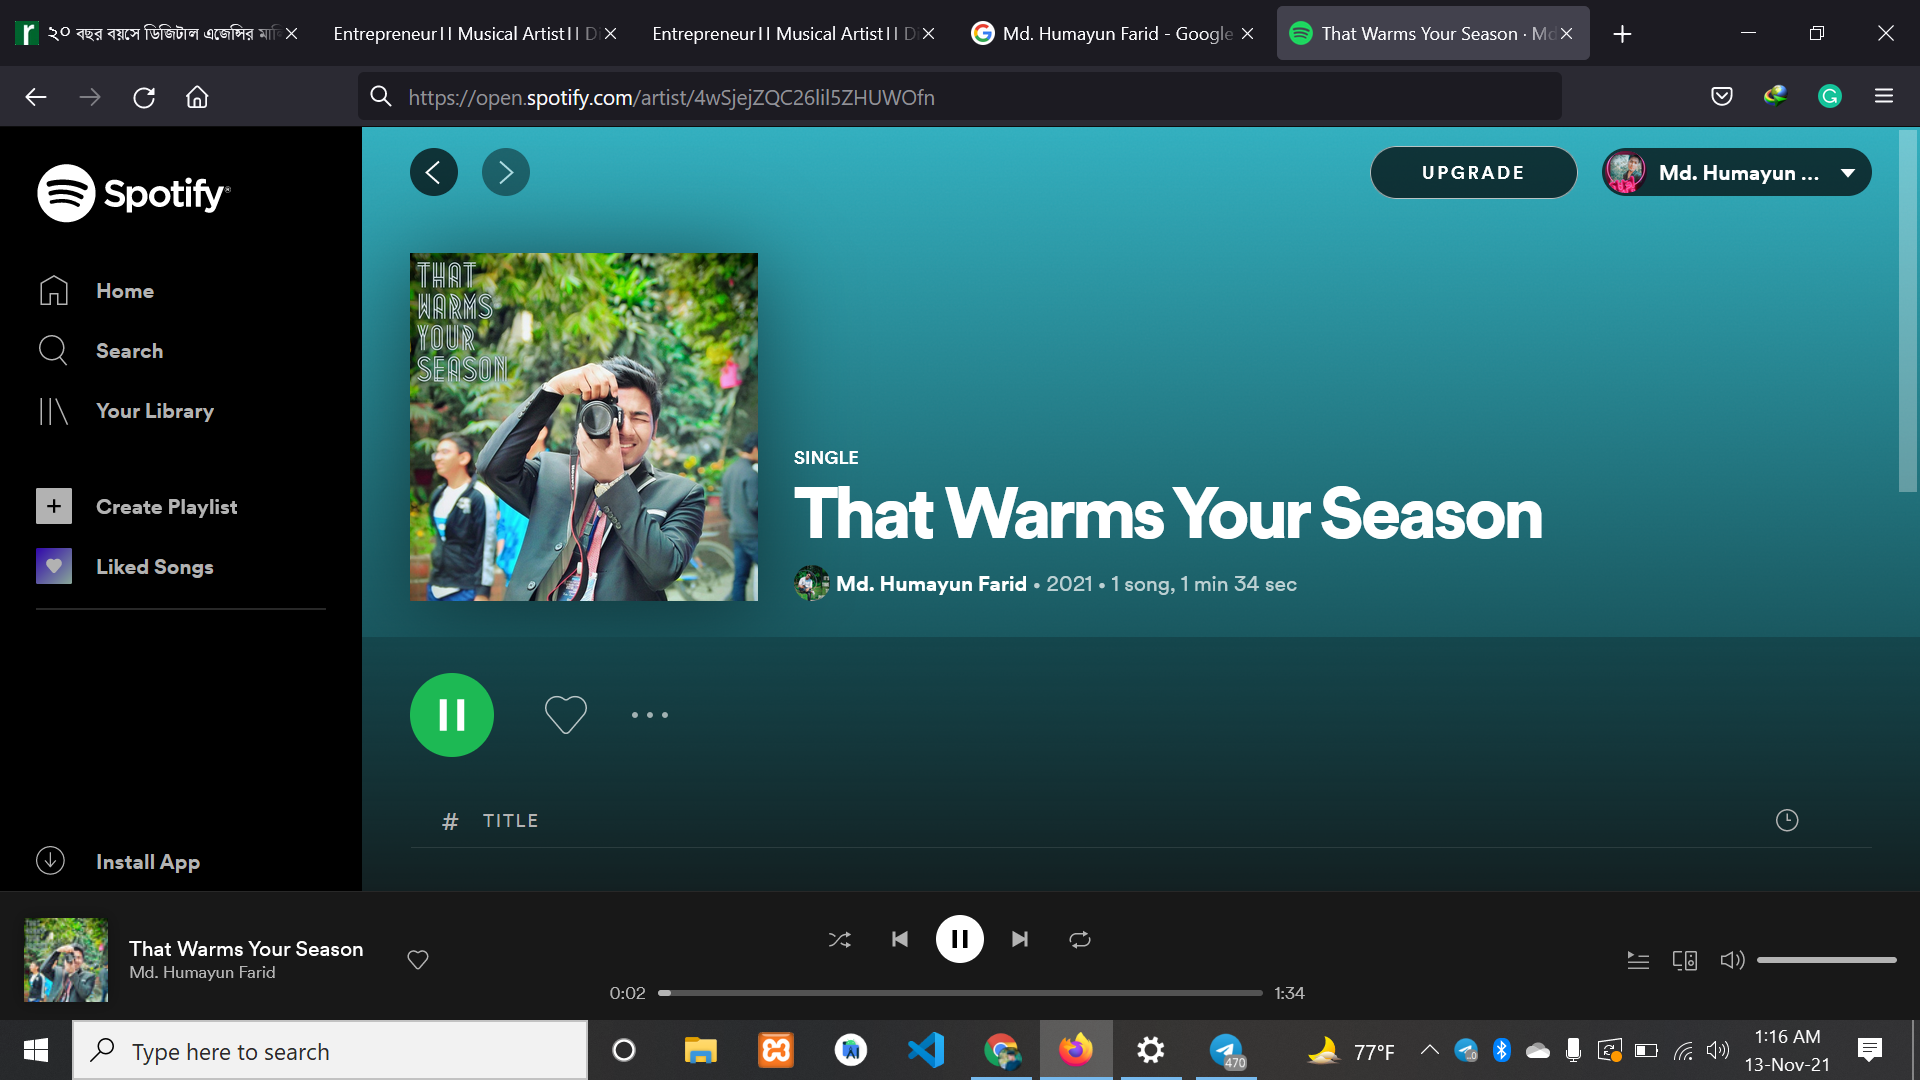 ২০ বছর বয়সে ডিজিটাল এজেন্সির
Entrepreneur।। Musical Artist।।
Entrepreneur।। Musical Artist।।
Md. Humayun Farid - Google
That Warms Your Season · Md
https://open.spotify.com/artist/4wSjejZQC26lil5ZHUWOfn
Spotify
UPGRADE
Md. Humayun ...
Home
Search
Your Library
Create Playlist
Liked Songs
Install App
THAT
WARMS
YOUR
SEASON
SINGLE
That Warms Your Season
Md. Humayun Farid • 2021 • 1 song, 1 min 34 sec
# TITLE
That Warms Your Season
Md. Humayun Farid
0:02
1:34
Type here to search
470
77°F
1:16 AM
13-Nov-21